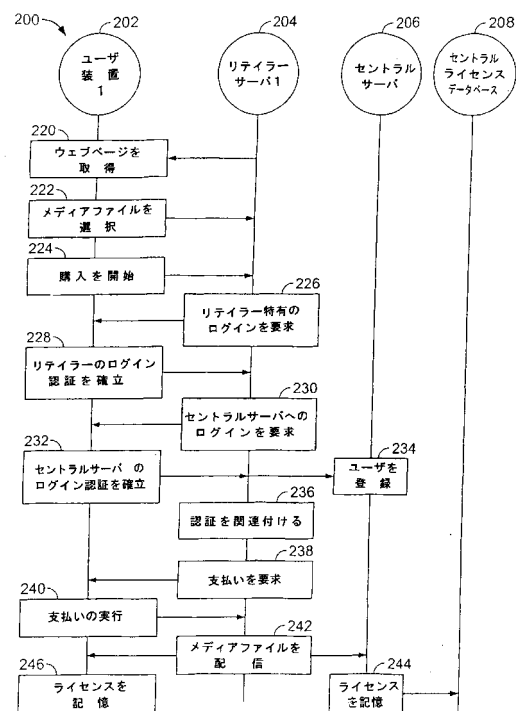 200
202
204
206
208
ユーザ
装置
1
リテイラー
サーバ1
セントラル
サーバ
セントラル
ライセンス
データベース
220
ウェブページを
取得
222
メディアファイルを
選択
224
購入を開始
226
リテイラー特有の
ログインを要求
228
リテイラーのログイン
認証を確立
230
セントラルサーバへの
ログインを要求
232
セントラルサーバの
ログイン認証を確立
234
ユーザを
登録
236
認証を関連付ける
238
支払いを要求
240
支払いの実行
242
メディアファイルを
配信
246
ライセンスを
記憶
244
ライセンス
を記憶